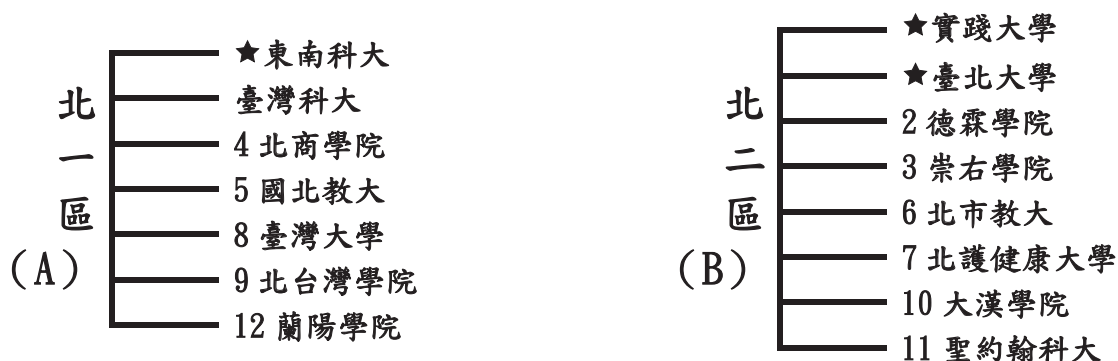 北一區
(A)
★東南科大
臺灣科大
4 北商學院
5 國北教大
8 臺灣大學
9 北台灣學院
12 蘭陽學院
北二區
(B)
★實踐大學
★臺北大學
2 德霖學院
3 崇右學院
6 北市教大
7 北護健康大學
10 大漢學院
11 聖約翰科大